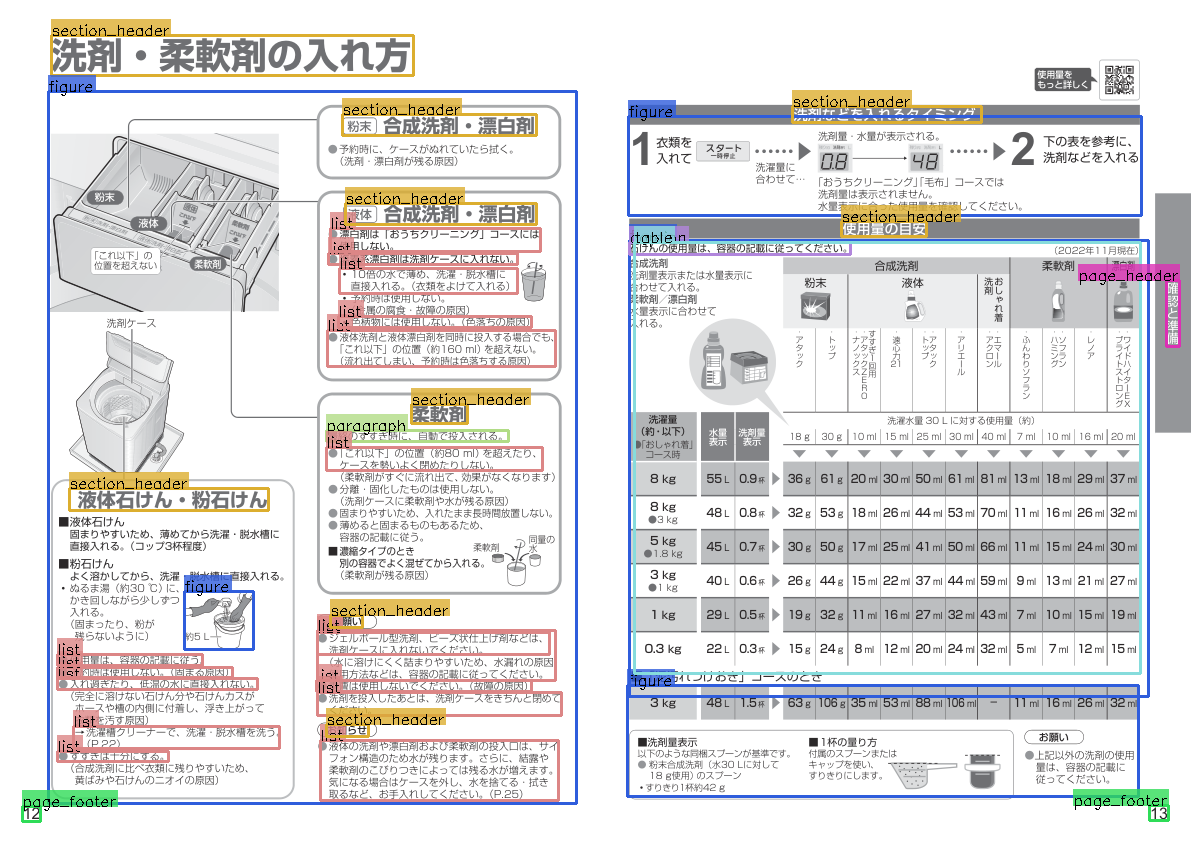 section_header
洗剤・柔軟剤の入れ方
figure
section_header
粉末 合成洗剤・漂白剤
●予約時に、ケースがぬれていたら拭く。
(洗剤・漂白剤が残る原因)
粉末
液体
柔軟剤
「これ以下」の
位置を超えない
section_header
液体 合成洗剤・漂白剤
list
漂白剤は「おうちクリーニング」コースには
用しない。
list
漂白剤は洗剤ケースに入れない。
list
・10倍の水で薄め、洗濯・脱水槽に
直接入れる。(衣類をよけて入れる)
・予約時は使用しない。
属の腐食・故障の原因)
list
色柄物には使用しない。(色落ちの原因)
list
●液体洗剤と液体漂白剤を同時に投入する場合でも、
「これ以下」の位置(約160 ml)を超えない。
(流れ出てしまい、予約時は色落ちする原因)
洗剤ケース
section_header
柔軟剤
paragraph
のすすぎ時に、自動で投入される。
list
●「これ以下」の位置(約80 ml)を超えたり、
ケースを勢いよく閉めたりしない。
(柔軟剤がすぐに流れ出て、効果がなくなります)
●分離・固化したものは使用しない。
(洗剤ケースに柔軟剤や水が残る原因)
●固まりやすいため、入れたまま長時間放置しない。
●薄めると固まるものもあるため、
容器の記載に従う。
■濃縮タイプのとき
別の容器でよく混ぜてから入れる。
(柔軟剤が残る原因)
柔軟剤
同量の
水
section_header
液体石けん・粉石けん
■液体石けん
固まりやすいため、薄めてから洗濯・脱水槽に
直接入れる。(コップ3杯程度)
■粉石けん
よく溶かしてから、洗濯・脱水槽に直接入れる。
・ぬるま湯(約30 ℃)に、
かき回しながら少しずつ
入れる。
(固まったり、粉が
残らないように)
figure
約5 L
list
用量は、容器の記載に従う
list
約時は使用しない。(固まる原因)
list
●入れ過ぎたり、低温の水に直接入れない。
(完全に溶けない石けん分や石けんカスが
ホースや槽の内側に付着し、浮き上がって
を汚す原因)
list
→洗濯槽クリーナーで、洗濯・脱水槽を洗う。
(P.22)
list
●すすぎは十分にする。
(合成洗剤に比べ衣類に残りやすいため、
黄ばみや石けんのニオイの原因)
section_header
願い
list
●ジェルボール型洗剤、ビーズ状仕上げ剤などは、
洗剤ケースに入れないでください。
(水に溶けにくく詰まりやすいため、水漏れの原因
list
用方法などは、容器の記載に従ってください。
list
は使用しないでください。(故障の原因)
list
●洗剤を投入したあとは、洗剤ケースをきちんと閉めて
section_header
らせ
list
●液体の洗剤や漂白剤および柔軟剤の投入口は、サイ
フォン構造のため水が残ります。さらに、結露や
柔軟剤のこびりつきによっては残る水が増えます。
気になる場合はケースを外し、水を捨てる・拭き
取るなど、お手入れしてください。(P.25)
page_footer
12
使用量を
もっと詳しく
figure
section_header
洗剤などを入れるタイミング
1 衣類を
入れて
スタート
一時停止
洗濯量に
合わせて…
洗剤量・水量が表示される。
0.8
48
「おうちクリーニング」「毛布」コースでは
洗剤量は表示されません。
水量表示に合った使用量を確認してください。
2 下の表を参考に、
洗剤などを入れる
section_header
使用量の目安
石けんの使用量は、容器の記載に従ってください。
(2022年11月現在)
page_header
確認と準備
合成洗剤
洗剤量表示または水量表示に
合わせて入れる。
柔軟剤/漂白剤
水量表示に合わせて
入れる。
合成洗剤 柔軟剤 漂白剤
粉末 液体 おしゃれ着洗剤
アタック
トップ
すすぎ1回用 アタックZERO ナノックス
遠心力21
アタック トップ
アリエール
エマール アクロン
ふんわりソフラン
ソフラン ハミング
レノア
ワイドハイターEX ブライトストロング
洗濯量
(約・以下)
●「おしゃれ着」
コース時
水量
表示
洗剤量
表示
洗濯水量 30 L に対する使用量(約)
18 g 30 g 10 ml 15 ml 25 ml 30 ml 40 ml 7 ml 10 ml 16 ml 20 ml
8 kg 55 L 0.9杯 36 g 61 g 20 ml 30 ml 50 ml 61 ml 81 ml 13 ml 18 ml 29 ml 37 ml
8 kg ●3 kg 48 L 0.8杯 32 g 53 g 18 ml 26 ml 44 ml 53 ml 70 ml 11 ml 16 ml 26 ml 32 ml
5 kg ●1.8 kg 45 L 0.7杯 30 g 50 g 17 ml 25 ml 41 ml 50 ml 66 ml 11 ml 15 ml 24 ml 30 ml
3 kg ●1 kg 40 L 0.6杯 26 g 44 g 15 ml 22 ml 37 ml 44 ml 59 ml 9 ml 13 ml 21 ml 27 ml
1 kg 29 L 0.5杯 19 g 32 g 11 ml 16 ml 27 ml 32 ml 43 ml 7 ml 10 ml 15 ml 19 ml
0.3 kg 22 L 0.3杯 15 g 24 g 8 ml 12 ml 20 ml 24 ml 32 ml 5 ml 7 ml 12 ml 15 ml
figure
つけおき」コースのとき
3 kg 48 L 1.5杯 63 g 106 g 35 ml 53 ml 88 ml 106 ml − 11 ml 16 ml 26 ml 32 ml
■洗剤量表示
以下のような同梱スプーンが基準です。
●粉末合成洗剤(水30 Lに対して
18 g使用)のスプーン
・すりきり1杯約42 g
■1杯の量り方
付属のスプーンまたは
キャップを使い、
すりきりにします。
お願い
●上記以外の洗剤の使用
量は、容器の記載に
従ってください。
page_footer
13